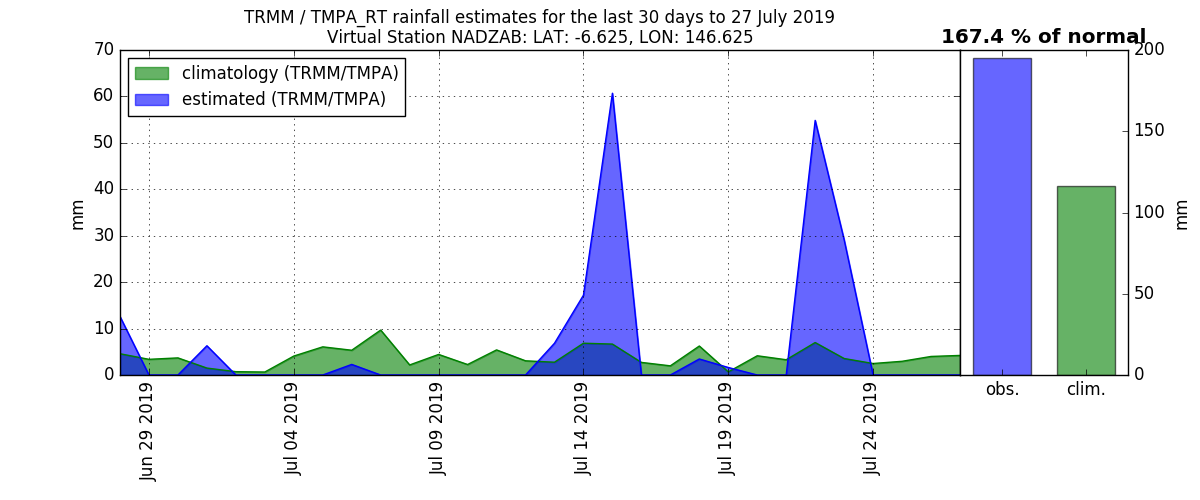 TRMM / TMPA_RT rainfall estimates for the last 30 days to 27 July 2019
Virtual Station NADZAB: LAT: -6.625, LON: 146.625
167.4 % of normal
climatology (TRMM/TMPA)
estimated (TRMM/TMPA)
70
60
50
40
30
20
10
0
mm
Jun 29 2019
Jul 04 2019
Jul 09 2019
Jul 14 2019
Jul 19 2019
Jul 24 2019
obs.
clim.
200
150
100
50
0
mm